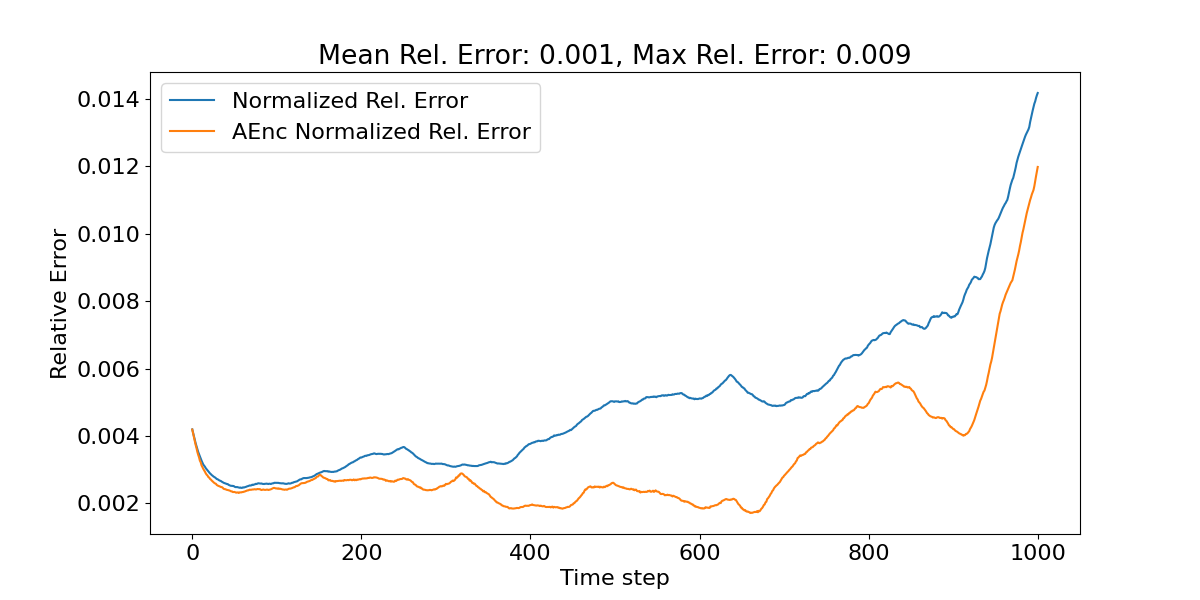 Mean Rel. Error: 0.001, Max Rel. Error: 0.009
Normalized Rel. Error
AEnc Normalized Rel. Error
Relative Error
0.014
0.012
0.010
0.008
0.006
0.004
0.002
0 200 400 600 800 1000
Time step